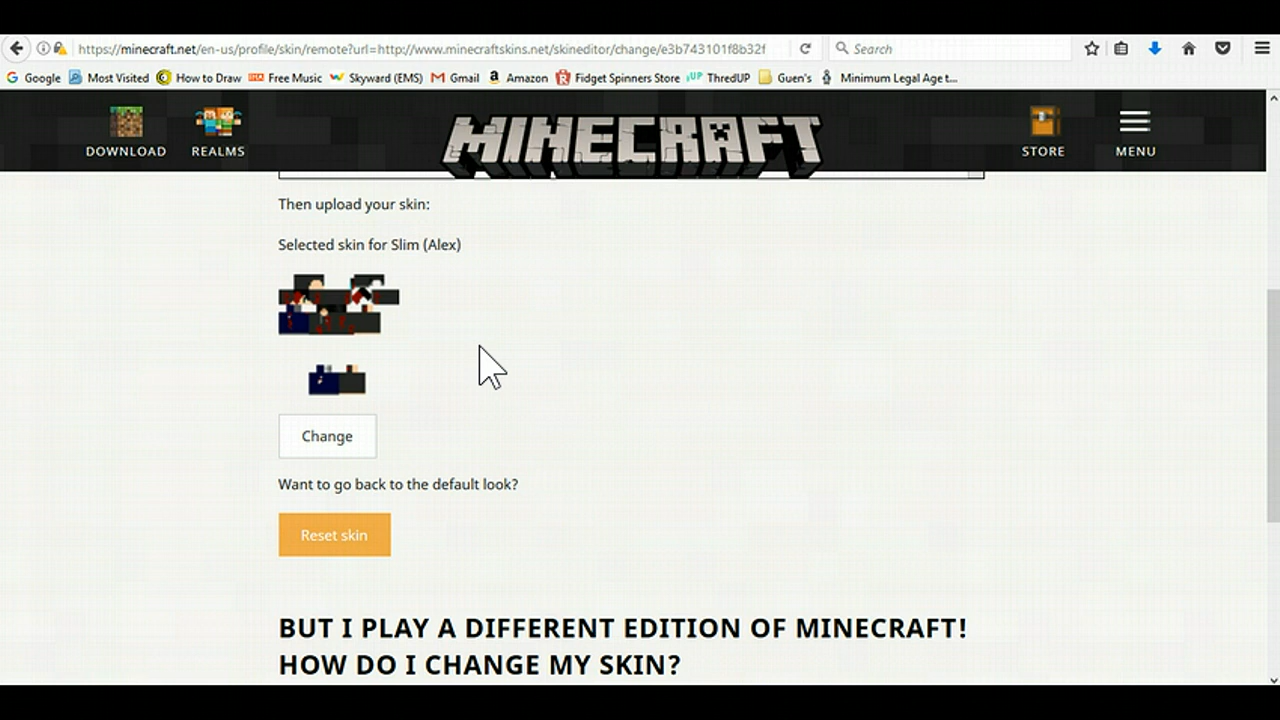 https://minecraft.net/en-us/profile/skin/remote?url=http://www.minecraftskins.net/skineditor/change/e3b743101f8b32f
Search
Google Most Visited How to Draw Free Music Skyward (EMS) Gmail Amazon Fidget Spinners Store ThredUP Guen's Minimum Legal Age t...
MINECRAFT
DOWNLOAD REALMS STORE MENU
Then upload your skin:
Selected skin for Slim (Alex)
Change
Want to go back to the default look?
Reset skin
BUT I PLAY A DIFFERENT EDITION OF MINECRAFT!
HOW DO I CHANGE MY SKIN?